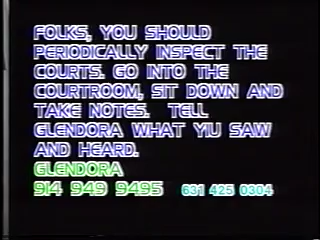 FOLKS, YOU SHOULD
PERIODICALLY INSPECT THE
COURTS. GO INTO THE
COURTROOM, SIT DOWN AND
TAKE NOTES. TELL
GLENDORA WHAT YIU SAW
AND HEARD.
GLENDORA
914 949 9495 631 425 0304